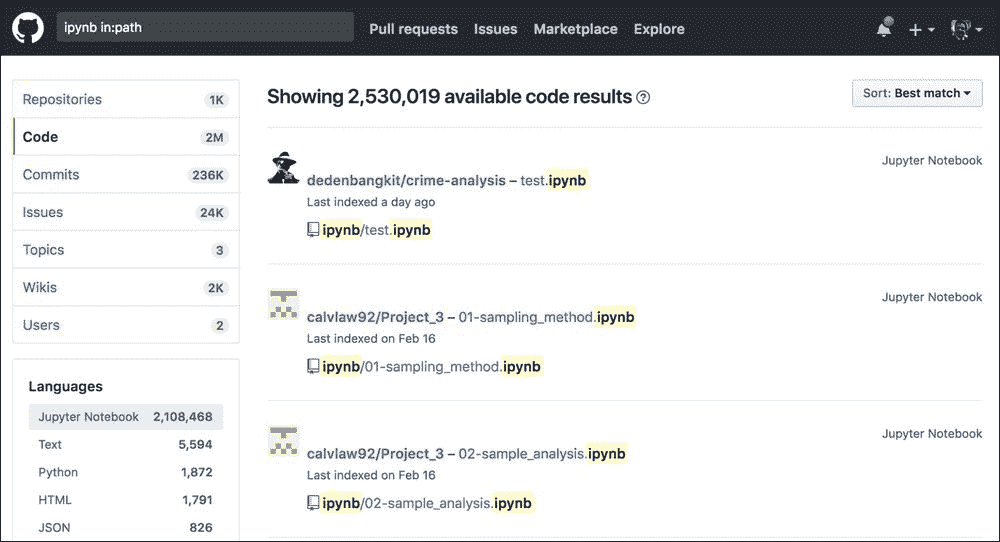 ipynb in:path
Pull requests Issues Marketplace Explore
Repositories 1K
Code 2M
Commits 236K
Issues 24K
Topics 3
Wikis 2K
Users 2
Languages
Jupyter Notebook 2,108,468
Text 5,594
Python 1,872
HTML 1,791
JSON 826
Showing 2,530,019 available code results ?
Sort: Best match
dedenbangkit/crime-analysis – test.ipynb
Jupyter Notebook
Last indexed a day ago
ipynb/test.ipynb
calvlaw92/Project_3 – 01-sampling_method.ipynb
Jupyter Notebook
Last indexed on Feb 16
ipynb/01-sampling_method.ipynb
calvlaw92/Project_3 – 02-sample_analysis.ipynb
Jupyter Notebook
Last indexed on Feb 16
ipynb/02-sample_analysis.ipynb